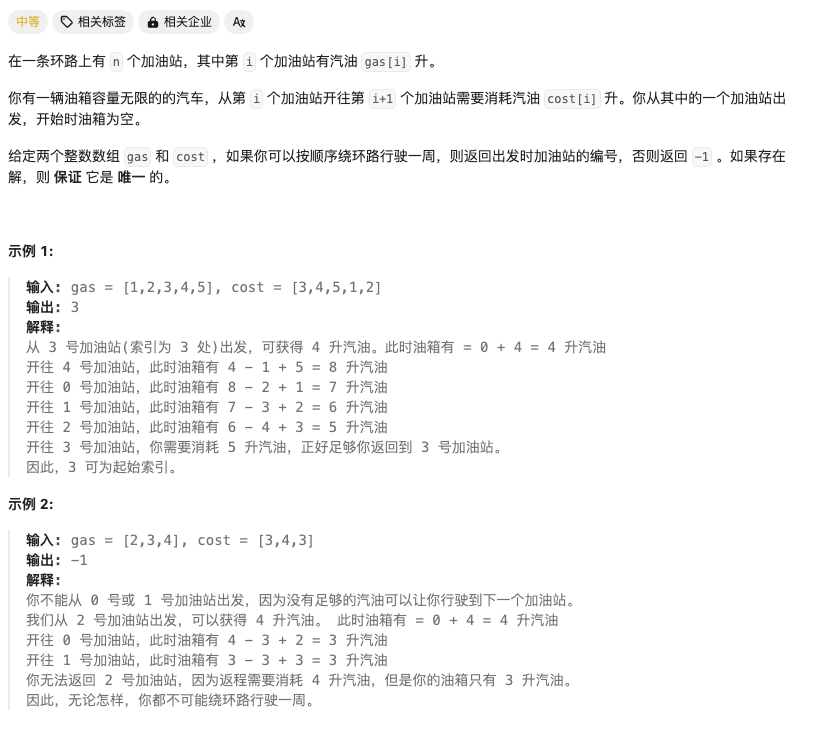 中等 相关标签 相关企业 Aあ
在一条环路上有 n 个加油站，其中第 i 个加油站有汽油 gas[i] 升。
你有一辆油箱容量无限的的汽车，从第 i 个加油站开往第 i+1 个加油站需要消耗汽油 cost[i] 升。你从其中的一个加油站出
发，开始时油箱为空。
给定两个整数数组 gas 和 cost ，如果你可以按顺序绕环路行驶一周，则返回出发时加油站的编号，否则返回 -1 。如果存在
解，则 保证 它是 唯一 的。
示例 1:
输入: gas = [1,2,3,4,5], cost = [3,4,5,1,2]
输出: 3
解释:
从 3 号加油站(索引为 3 处)出发，可获得 4 升汽油。此时油箱有 = 0 + 4 = 4 升汽油
开往 4 号加油站，此时油箱有 4 - 1 + 5 = 8 升汽油
开往 0 号加油站，此时油箱有 8 - 2 + 1 = 7 升汽油
开往 1 号加油站，此时油箱有 7 - 3 + 2 = 6 升汽油
开往 2 号加油站，此时油箱有 6 - 4 + 3 = 5 升汽油
开往 3 号加油站，你需要消耗 5 升汽油，正好足够你返回到 3 号加油站。
因此，3 可为起始索引。
示例 2:
输入: gas = [2,3,4], cost = [3,4,3]
输出: -1
解释:
你不能从 0 号或 1 号加油站出发，因为没有足够的汽油可以让你行驶到下一个加油站。
我们从 2 号加油站出发，可以获得 4 升汽油。 此时油箱有 = 0 + 4 = 4 升汽油
开往 0 号加油站，此时油箱有 4 - 3 + 2 = 3 升汽油
开往 1 号加油站，此时油箱有 3 - 3 + 3 = 3 升汽油
你无法返回 2 号加油站，因为返程需要消耗 4 升汽油，但是你的油箱只有 3 升汽油。
因此，无论怎样，你都不可能绕环路行驶一周。